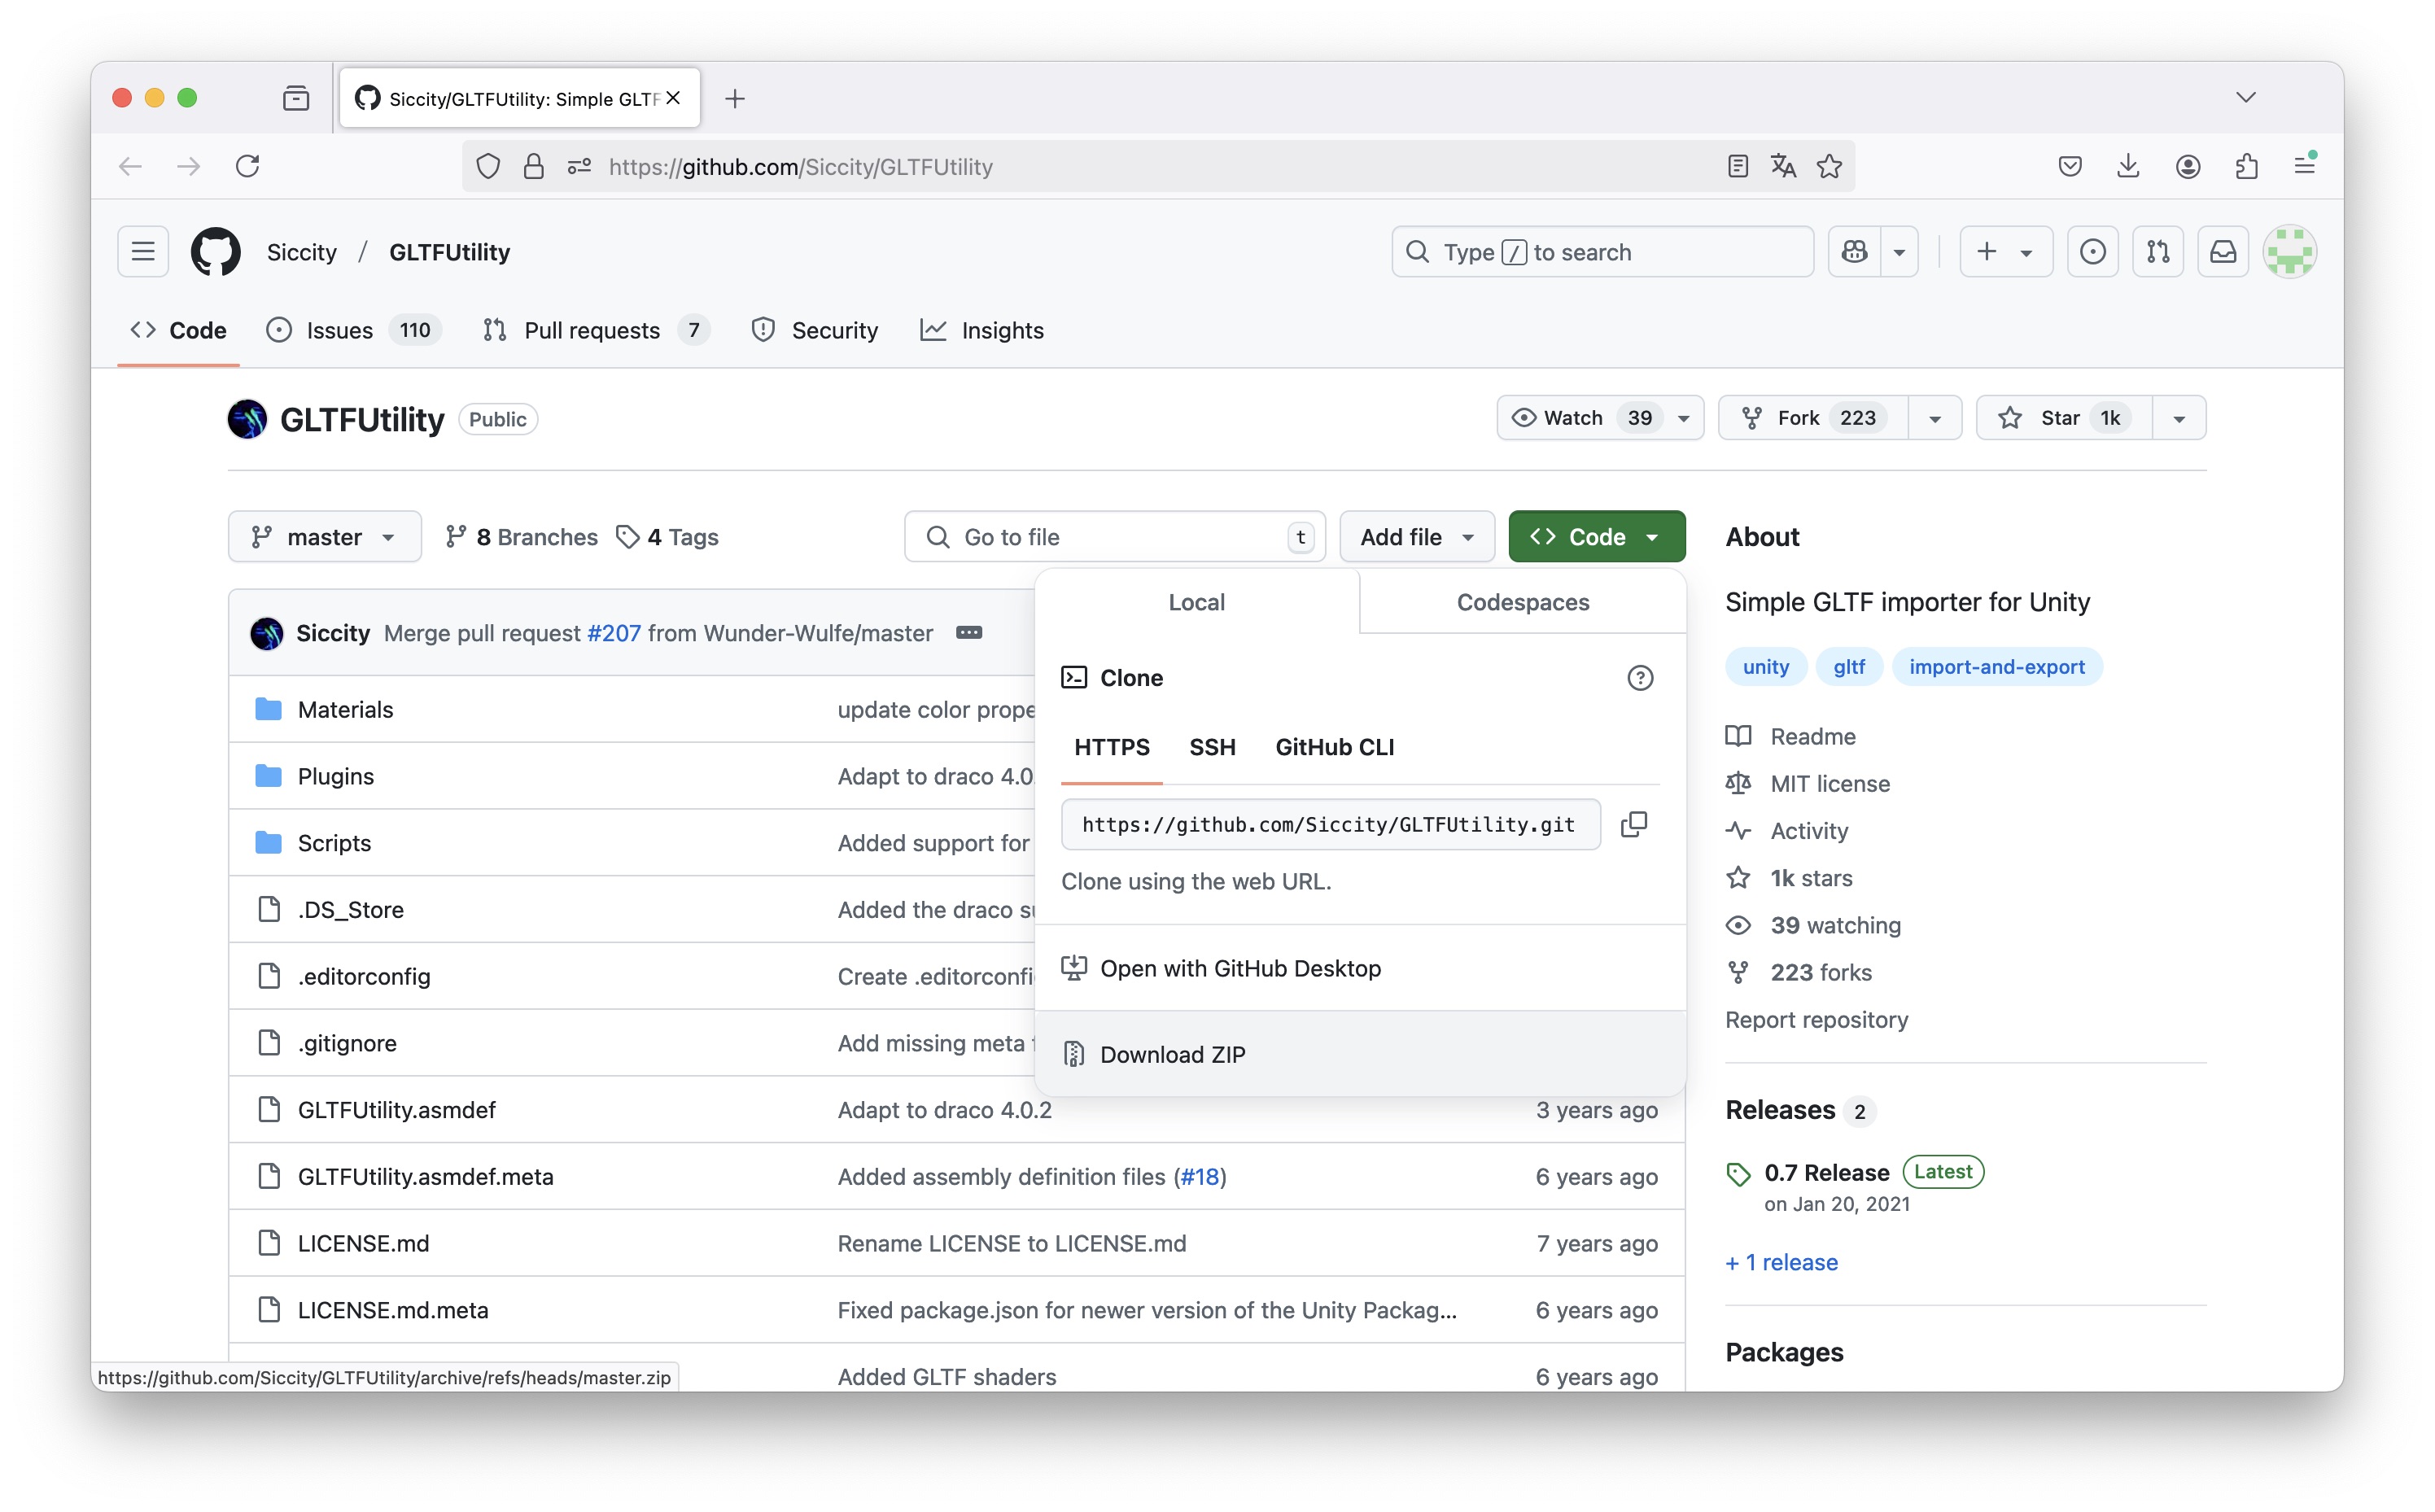 Siccity/GLTFUtility: Simple GLTF
https://github.com/Siccity/GLTFUtility
Siccity / GLTFUtility
Type / to search
Code
Issues 110
Pull requests 7
Security
Insights
GLTFUtility Public
Watch 39
Fork 223
Star 1k
master
8 Branches
4 Tags
Go to file t
Add file
Code
Siccity Merge pull request #207 from Wunder-Wulfe/master
Materials update color prope
Plugins Adapt to draco 4.0
Scripts Added support for
.DS_Store Added the draco su
.editorconfig Create .editorconfi
.gitignore Add missing meta
GLTFUtility.asmdef Adapt to draco 4.0.2 3 years ago
GLTFUtility.asmdef.meta Added assembly definition files (#18) 6 years ago
LICENSE.md Rename LICENSE to LICENSE.md 7 years ago
LICENSE.md.meta Fixed package.json for newer version of the Unity Packag... 6 years ago
Added GLTF shaders 6 years ago
Local
Codespaces
Clone
HTTPS SSH GitHub CLI
https://github.com/Siccity/GLTFUtility.git
Clone using the web URL.
Open with GitHub Desktop
Download ZIP
About
Simple GLTF importer for Unity
unity gltf import-and-export
Readme
MIT license
Activity
1k stars
39 watching
223 forks
Report repository
Releases 2
0.7 Release Latest
on Jan 20, 2021
+ 1 release
Packages
https://github.com/Siccity/GLTFUtility/archive/refs/heads/master.zip